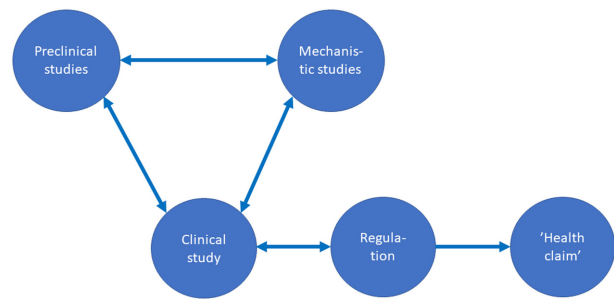 Preclinical
studies
Mechanis-
tic studies
Clinical
study
Regula-
tion
’Health
claim’